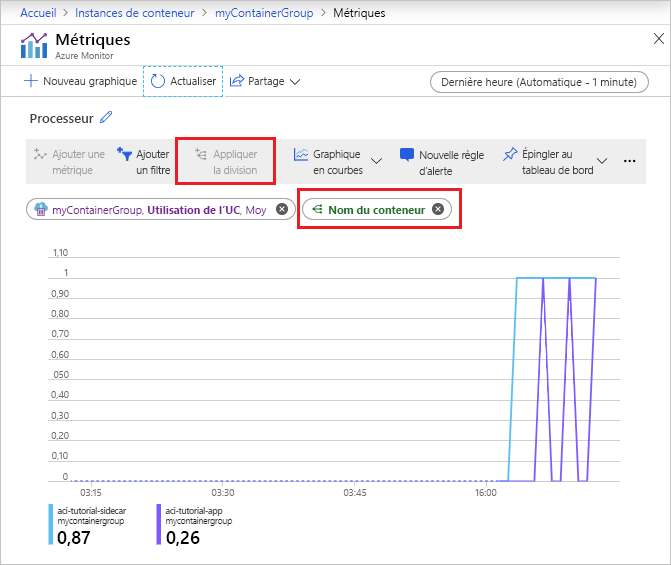 Accueil > Instances de conteneur > myContainerGroup > Métriques
Métriques
Azure Monitor
Nouveau graphique
Actualiser
Partage
Dernière heure (Automatique - 1 minute)
Processeur
Ajouter une
métrique
Ajouter
un filtre
Appliquer
la division
Graphique
en courbes
Nouvelle règle
d'alerte
Épingler au
tableau de bord
...
myContainerGroup, Utilisation de l'UC, Moy
Nom du conteneur
1,10
1
0,90
0,80
0,70
0,60
050
0,40
0,30
0,20
0,10
0
03:15
03:30
03:45
16:00
aci-tutorial-sidecar
mycontainergroup
0,87
aci-tutorial-app
mycontainergroup
0,26